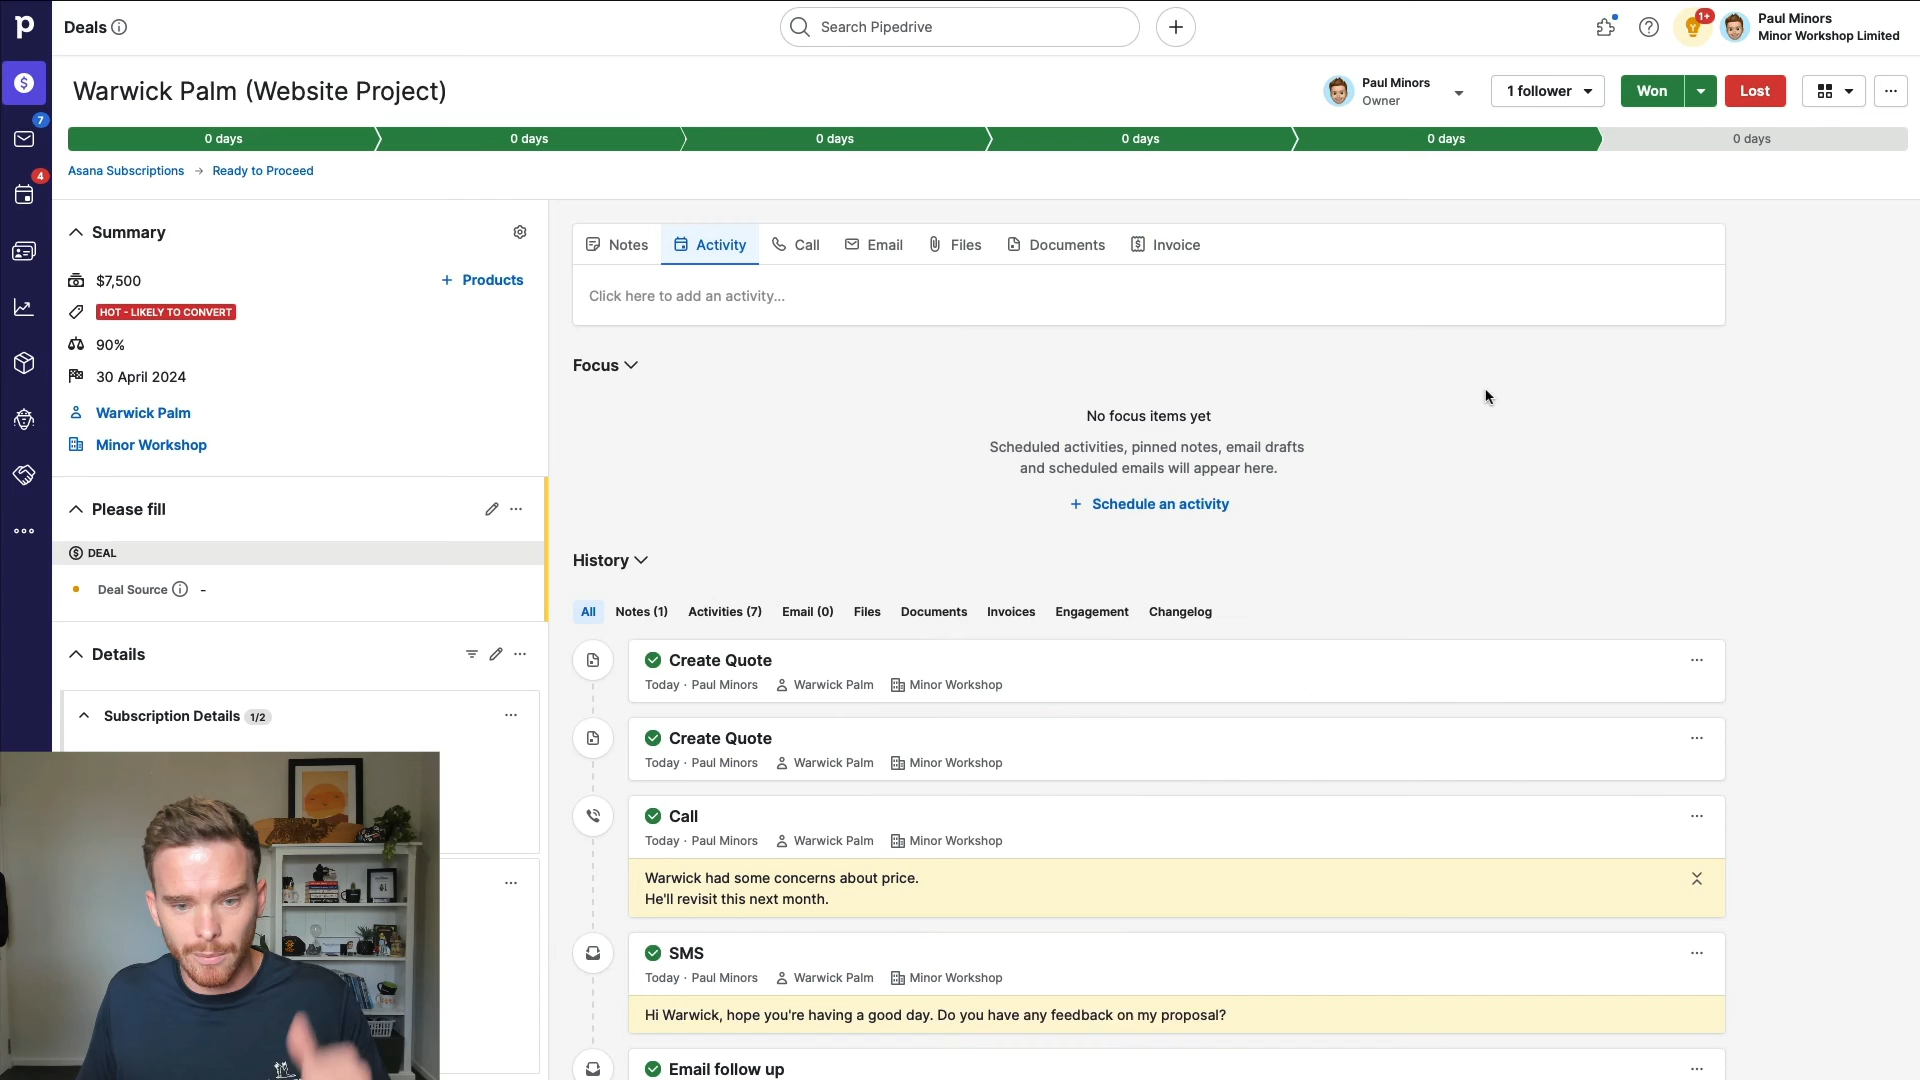 Deals
Search Pipedrive
1+
Paul Minors
Minor Workshop Limited
Warwick Palm (Website Project)
Paul Minors
Owner
1 follower
Won
Lost
7
4
0 days
0 days
0 days
0 days
0 days
0 days
Asana Subscriptions → Ready to Proceed
Summary
$7,500
+ Products
HOT - LIKELY TO CONVERT
90%
30 April 2024
Warwick Palm
Minor Workshop
Please fill
DEAL
Deal Source -
Details
Subscription Details 1/2
Notes
Activity
Call
Email
Files
Documents
Invoice
Click here to add an activity...
Focus
No focus items yet
Scheduled activities, pinned notes, email drafts
and scheduled emails will appear here.
+ Schedule an activity
History
All
Notes (1)
Activities (7)
Email (0)
Files
Documents
Invoices
Engagement
Changelog
Create Quote
Today · Paul Minors Warwick Palm Minor Workshop
Create Quote
Today · Paul Minors Warwick Palm Minor Workshop
Call
Today · Paul Minors Warwick Palm Minor Workshop
Warwick had some concerns about price.
He'll revisit this next month.
SMS
Today · Paul Minors Warwick Palm Minor Workshop
Hi Warwick, hope you're having a good day. Do you have any feedback on my proposal?
Email follow up